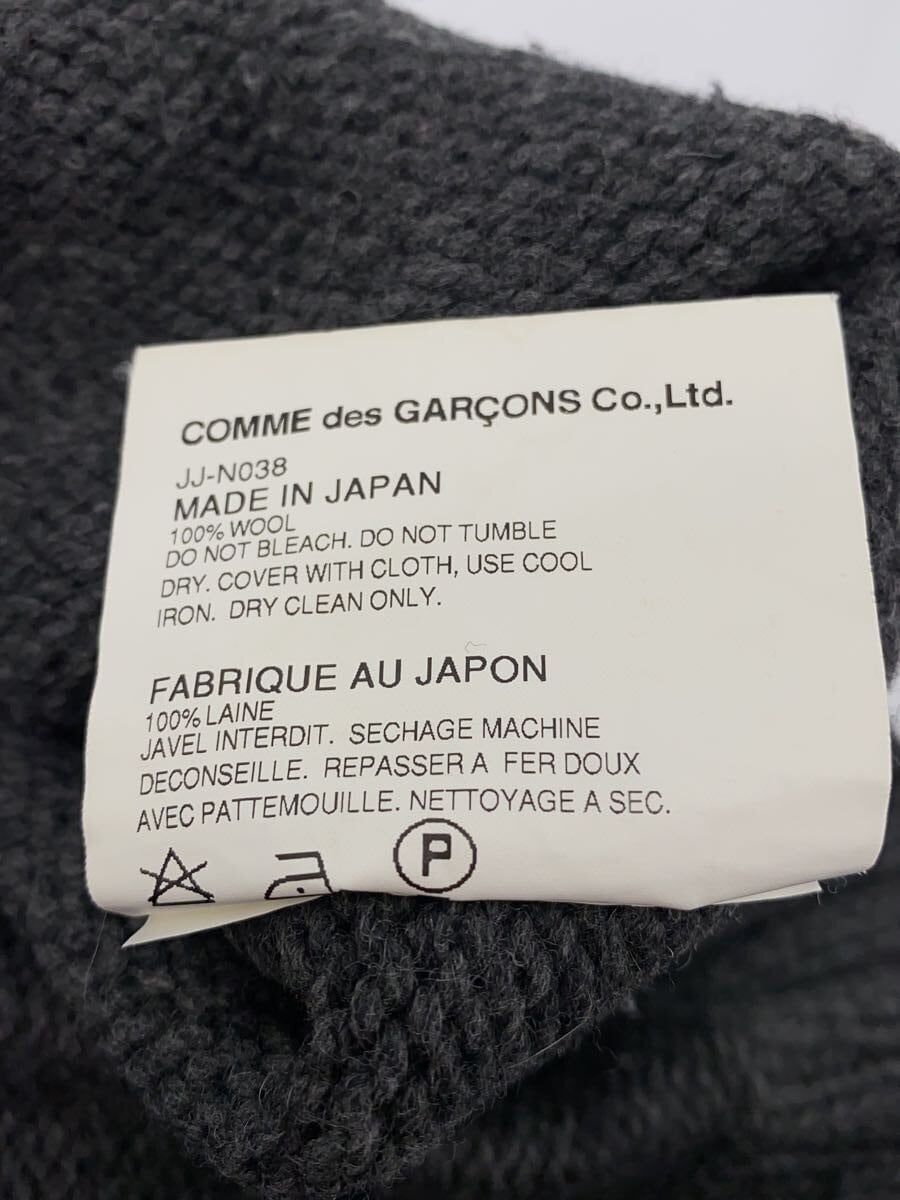 COMME des GARÇONS Co.,Ltd.
JJ-N038
MADE IN JAPAN
100% WOOL
DO NOT BLEACH. DO NOT TUMBLE
DRY. COVER WITH CLOTH, USE COOL
IRON. DRY CLEAN ONLY.
FABRIQUE AU JAPON
100% LAINE
JAVEL INTERDIT. SECHAGE MACHINE
DECONSEILLE. REPASSER A FER DOUX
AVEC PATTEMOUILLE. NETTOYAGE A SEC.
P